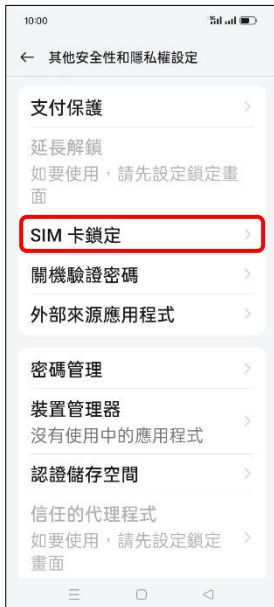 10:00
其他安全性和隱私權設定
支付保護
延長解鎖
如要使用，請先設定鎖定畫
面
SIM 卡鎖定
關機驗證密碼
外部來源應用程式
密碼管理
裝置管理器
沒有使用中的應用程式
認證儲存空間
信任的代理程式
如要使用，請先設定鎖定
畫面